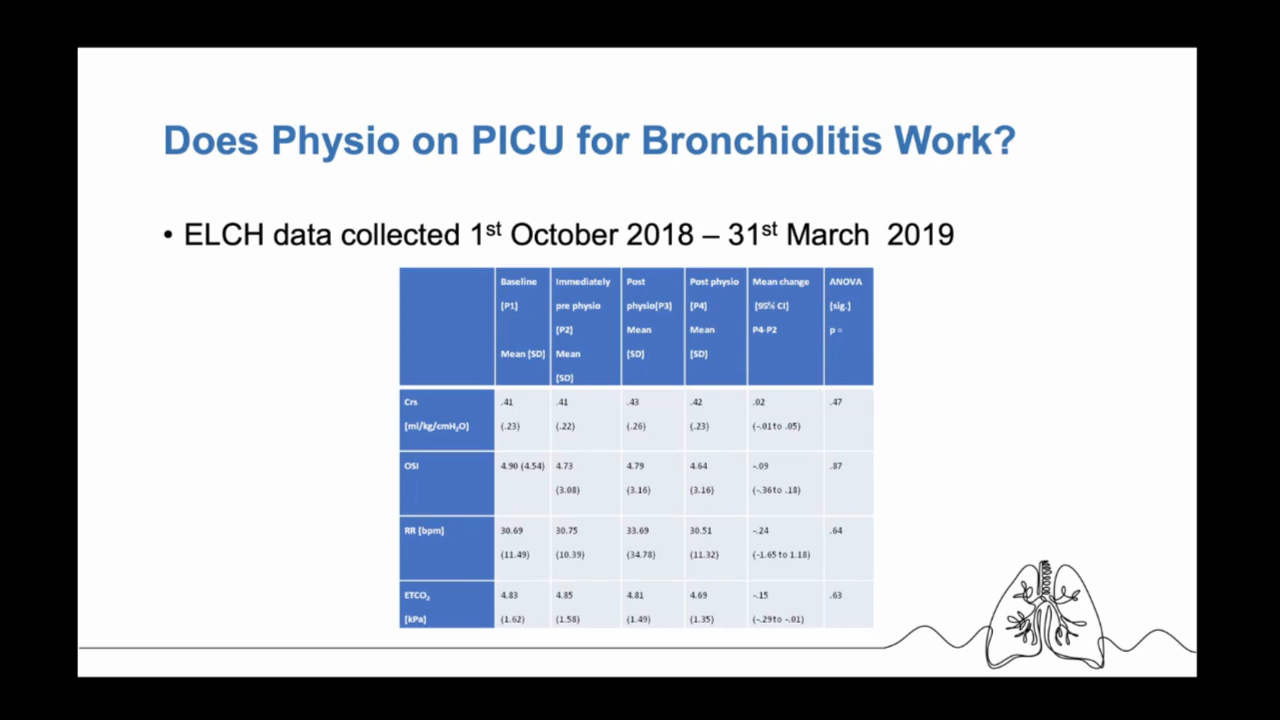 Does Physio on PICU for Bronchiolitis Work?
• ELCH data collected 1st October 2018 – 31st March 2019
Baseline [P1] Mean [SD] | Immediately pre physio [P2] Mean [SD] | Post physio[P3] Mean [SD] | Post physio [P4] Mean [SD] | Mean change [95% CI] P4-P2 | ANOVA [sig.] p =
Crs [ml/kg/cmH₂O] | .41 (.23) | .41 (.22) | .43 (.26) | .42 (.23) | .02 (-.01to .05) | .47
OSI | 4.90 (4.54) | 4.73 (3.08) | 4.79 (3.16) | 4.64 (3.16) | -.09 (-.36to .18) | .87
RR [bpm] | 30.69 (11.49) | 30.75 (10.39) | 33.69 (34.78) | 30.51 (11.32) | -.24 (-1.65 to 1.18) | .64
ETCO₂ [kPa] | 4.83 (1.62) | 4.85 (1.58) | 4.81 (1.49) | 4.69 (1.35) | -.15 (-.29to -.01) | .63